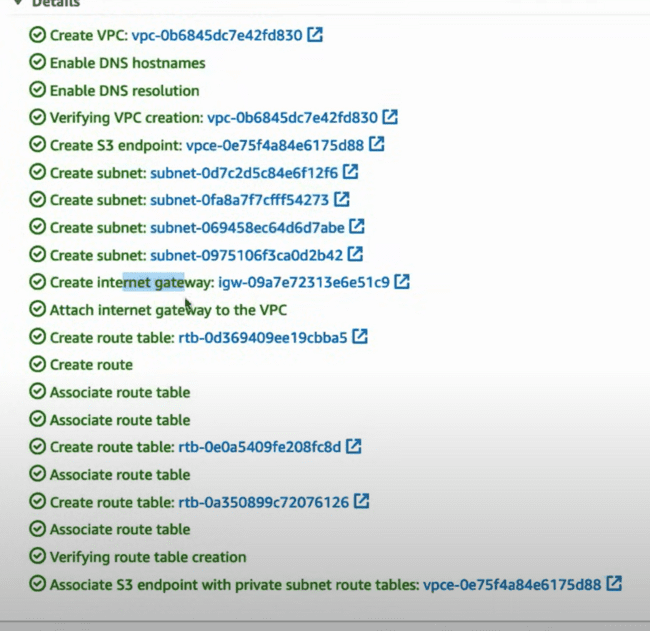 Details
Create VPC: vpc-0b6845dc7e42fd830
Enable DNS hostnames
Enable DNS resolution
Verifying VPC creation: vpc-0b6845dc7e42fd830
Create S3 endpoint: vpce-0e75f4a84e6175d88
Create subnet: subnet-0d7c2d5c84e6f12f6
Create subnet: subnet-0fa8a7f7cfff54273
Create subnet: subnet-069458ec64d6d7abe
Create subnet: subnet-0975106f3ca0d2b42
Create internet gateway: igw-09a7e72313e6e51c9
Attach internet gateway to the VPC
Create route table: rtb-0d369409ee19cbba5
Create route
Associate route table
Associate route table
Create route table: rtb-0e0a5409fe208fc8d
Associate route table
Create route table: rtb-0a350899c72076126
Associate route table
Verifying route table creation
Associate S3 endpoint with private subnet route tables: vpce-0e75f4a84e6175d88